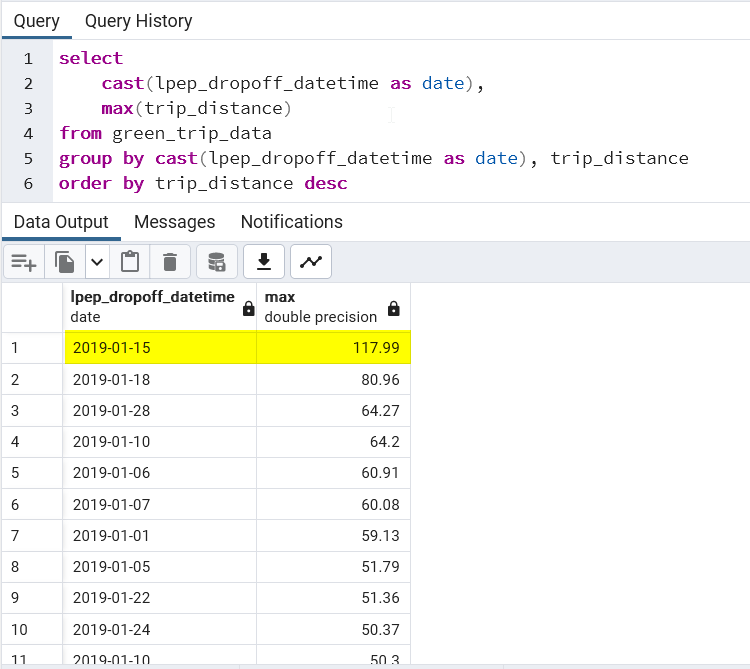 Query Query History
1 select
2 cast(lpep_dropoff_datetime as date),
3 max(trip_distance)
4 from green_trip_data
5 group by cast(lpep_dropoff_datetime as date), trip_distance
6 order by trip_distance desc
Data Output Messages Notifications
lpep_dropoff_datetime max
date double precision
1 2019-01-15 117.99
2 2019-01-18 80.96
3 2019-01-28 64.27
4 2019-01-10 64.2
5 2019-01-06 60.91
6 2019-01-07 60.08
7 2019-01-01 59.13
8 2019-01-05 51.79
9 2019-01-22 51.36
10 2019-01-24 50.37
11 2019-01-10 50.3